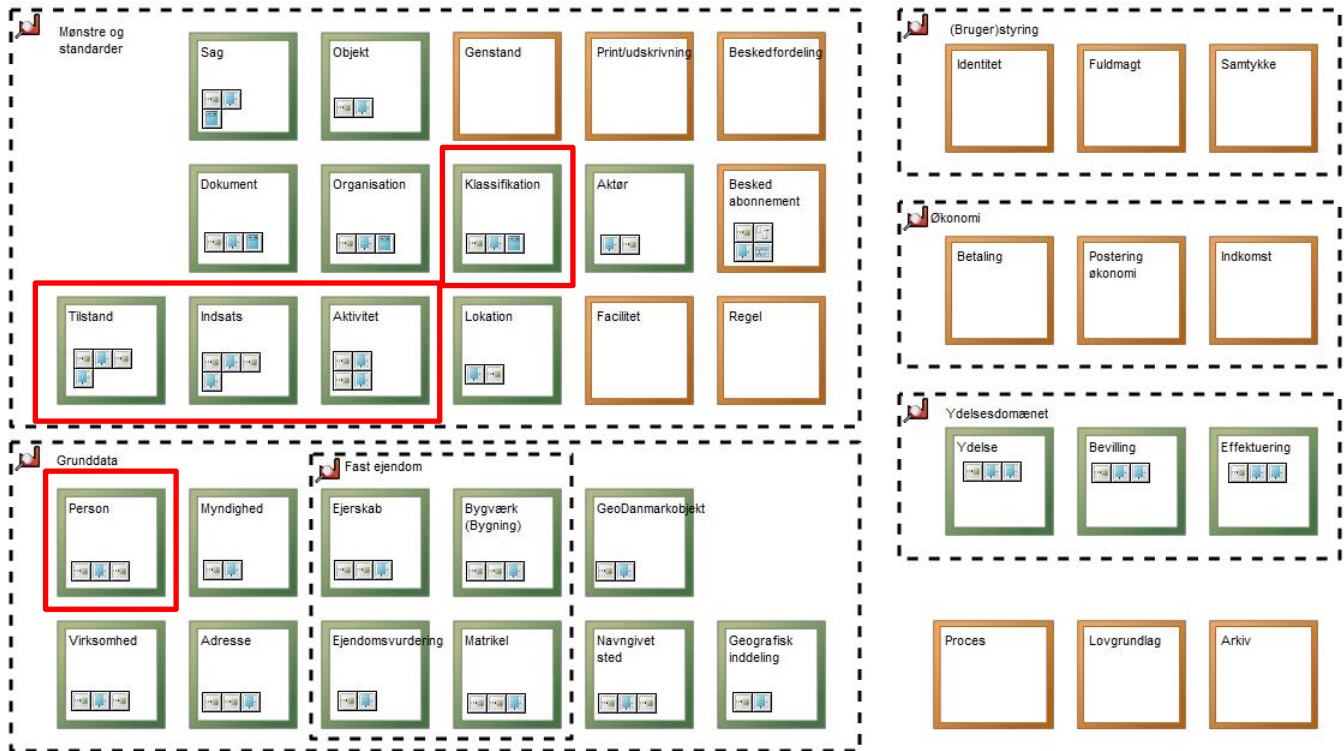 Mønstre og
standarder
Sag
Objekt
Genstand
Print/udskrivning
Beskedfordeling
Dokument
Organisation
Klassifikation
Aktør
Besked
abonnement
Tilstand
Indsats
Aktivitet
Lokation
Facilitet
Regel
Grunddata
Person
Myndighed
Fast ejendom
Ejerskab
Bygværk
(Bygning)
GeoDanmarkobjekt
Virksomhed
Adresse
Ejendomsvurdering
Matrikel
Navngivet
sted
Geografisk
inddeling
(Bruger)styring
Identitet
Fuldmagt
Samtykke
Økonomi
Betaling
Postering
økonomi
Indkomst
Ydelsesdomænet
Ydelse
Bevilling
Effektuering
Proces
Lovgrundlag
Arkiv